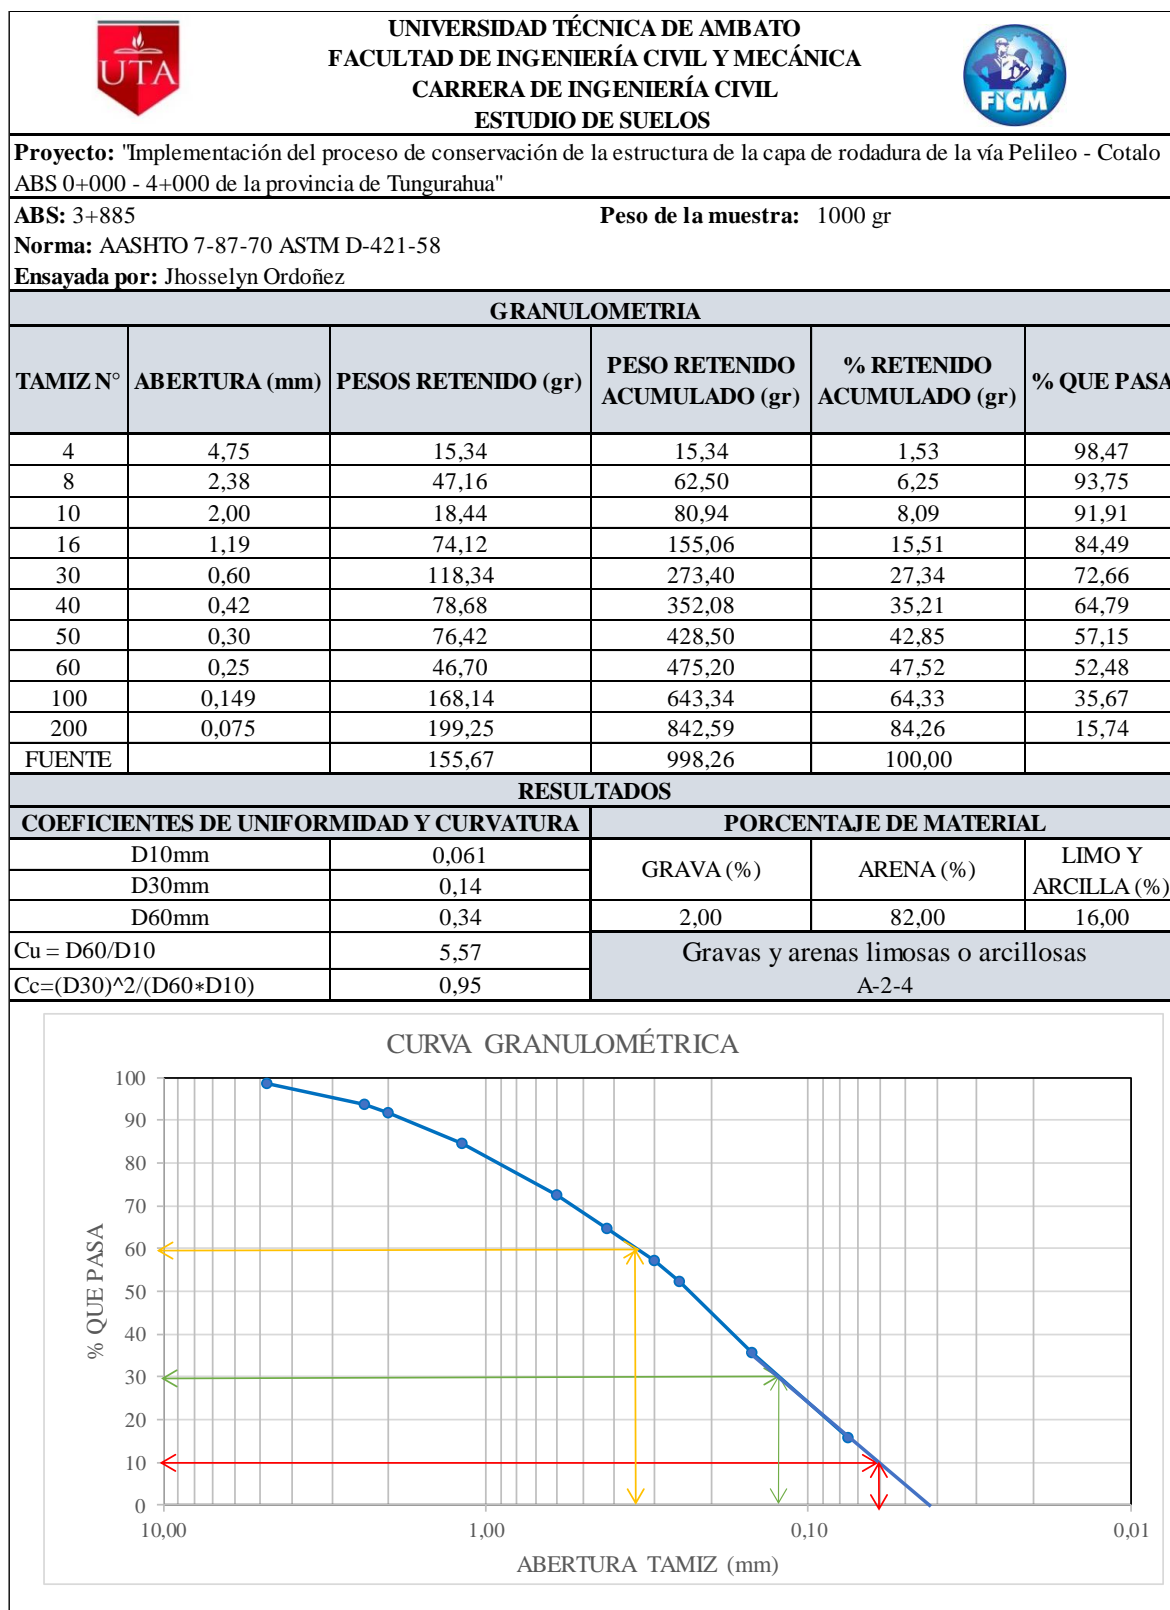 UTA
UNIVERSIDAD TÉCNICA DE AMBATO
FACULTAD DE INGENIERÍA CIVIL Y MECÁNICA
CARRERA DE INGENIERÍA CIVIL
ESTUDIO DE SUELOS
FICM
Proyecto: "Implementación del proceso de conservación de la estructura de la capa de rodadura de la vía Pelileo - Cotalo
ABS 0+000 - 4+000 de la provincia de Tungurahua"
ABS: 3+885 Peso de la muestra: 1000 gr
Norma: AASHTO 7-87-70 ASTM D-421-58
Ensayada por: Jhosselyn Ordoñez
GRANULOMETRIA
TAMIZ N° ABERTURA (mm) PESOS RETENIDO (gr) PESO RETENIDO ACUMULADO (gr) % RETENIDO ACUMULADO (gr) % QUE PASA
4 4,75 15,34 15,34 1,53 98,47
8 2,38 47,16 62,50 6,25 93,75
10 2,00 18,44 80,94 8,09 91,91
16 1,19 74,12 155,06 15,51 84,49
30 0,60 118,34 273,40 27,34 72,66
40 0,42 78,68 352,08 35,21 64,79
50 0,30 76,42 428,50 42,85 57,15
60 0,25 46,70 475,20 47,52 52,48
100 0,149 168,14 643,34 64,33 35,67
200 0,075 199,25 842,59 84,26 15,74
FUENTE 155,67 998,26 100,00
RESULTADOS
COEFICIENTES DE UNIFORMIDAD Y CURVATURA PORCENTAJE DE MATERIAL
D10mm 0,061 GRAVA (%) ARENA (%) LIMO Y ARCILLA (%)
D30mm 0,14
D60mm 0,34 2,00 82,00 16,00
Cu = D60/D10 5,57 Gravas y arenas limosas o arcillosas
Cc=(D30)^2/(D60*D10) 0,95 A-2-4
CURVA GRANULOMÉTRICA
100
90
80
70
60
50
40
30
20
10
0
% QUE PASA
10,00 1,00 0,10 0,01
ABERTURA TAMIZ (mm)